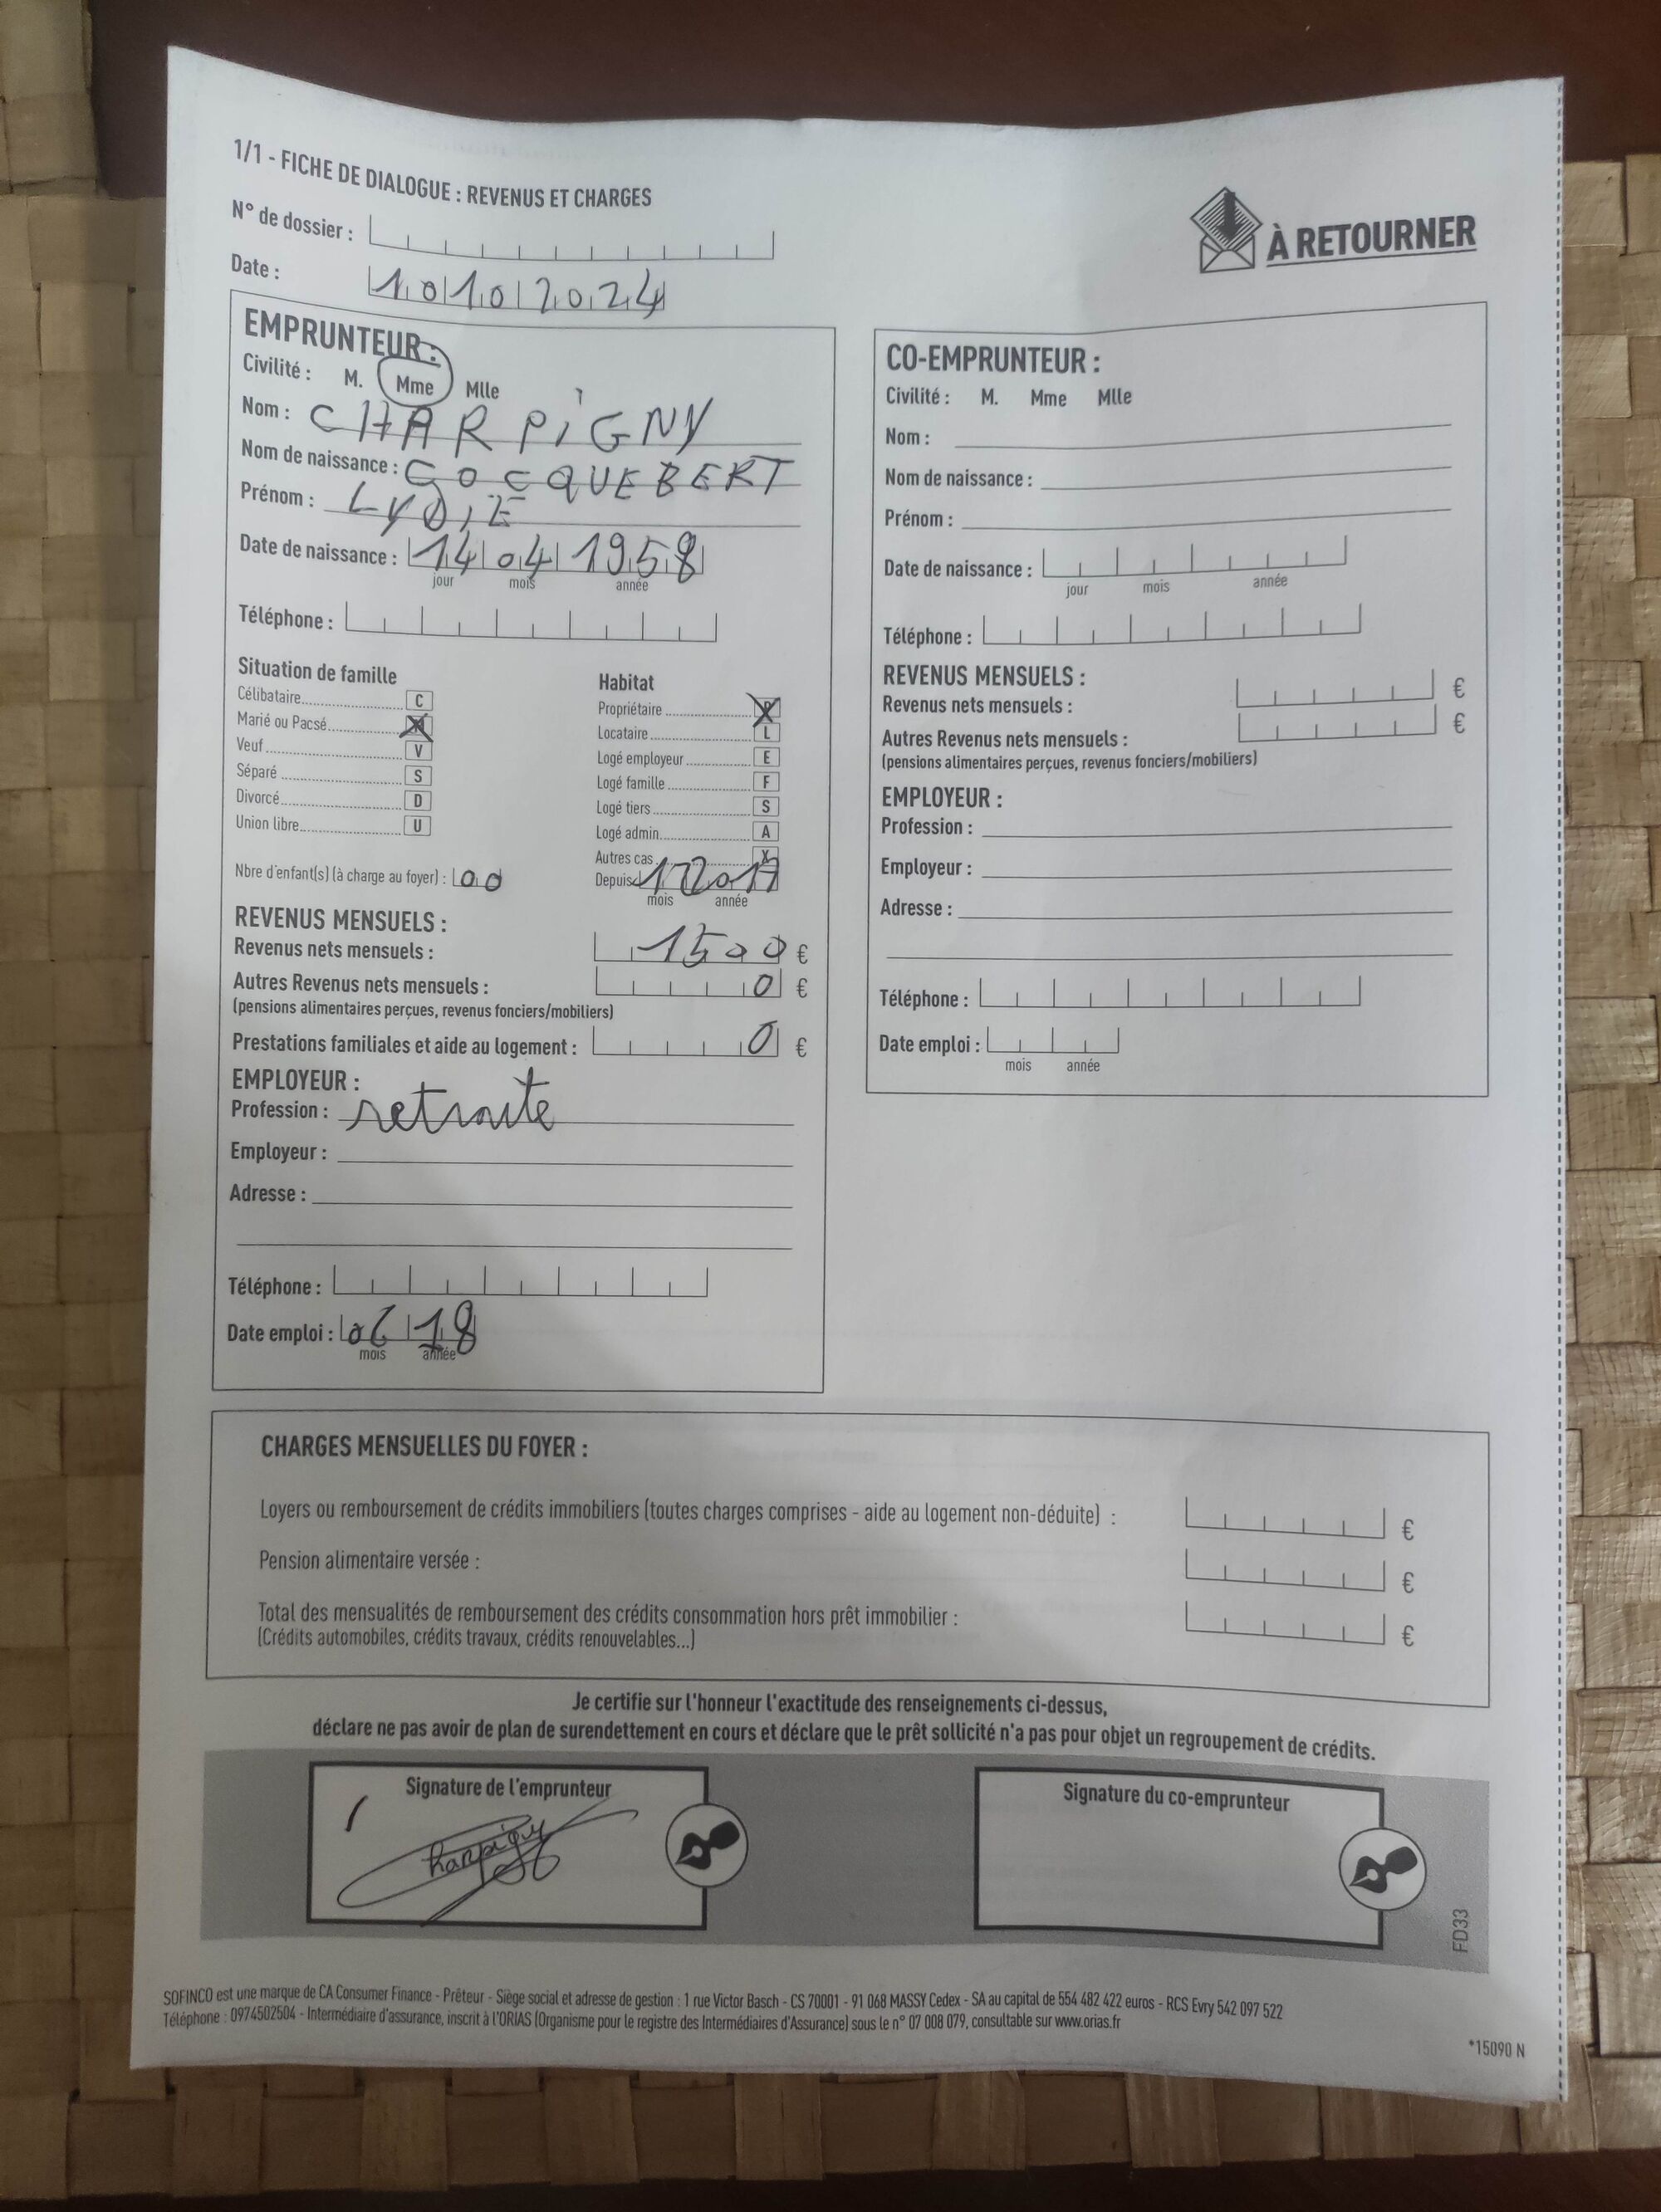 1/1 - FICHE DE DIALOGUE : REVENUS ET CHARGES
N° de dossier :
À RETOURNER
Date : 10 10 2024
EMPRUNTEUR :
Civilité : M. Mme Mlle
Nom : CHARPIGNY
Nom de naissance : COCQUEBERT
Prénom : LYDIE
Date de naissance : 14 04 1958
jour mois année
Téléphone :
Situation de famille
Célibataire C
Marié ou Pacsé
Veuf V
Séparé S
Divorcé D
Union libre U
Nbre d'enfant(s) (à charge au foyer) : 00
Habitat
Propriétaire
Locataire L
Logé employeur E
Logé famille F
Logé tiers S
Logé admin. A
Autres cas X
Depuis
mois année
REVENUS MENSUELS :
Revenus nets mensuels : 1500 €
Autres Revenus nets mensuels : 0 €
(pensions alimentaires perçues, revenus fonciers/mobiliers)
Prestations familiales et aide au logement : 0 €
EMPLOYEUR :
Profession : retraite
Employeur :
Adresse :
Téléphone :
Date emploi : 06 18
mois année
CO-EMPRUNTEUR :
Civilité : M. Mme Mlle
Nom :
Nom de naissance :
Prénom :
Date de naissance :
jour mois année
Téléphone :
REVENUS MENSUELS :
Revenus nets mensuels : €
Autres Revenus nets mensuels : €
(pensions alimentaires perçues, revenus fonciers/mobiliers)
EMPLOYEUR :
Profession :
Employeur :
Adresse :
Téléphone :
Date emploi :
mois année
CHARGES MENSUELLES DU FOYER :
Loyers ou remboursement de crédits immobiliers (toutes charges comprises - aide au logement non-déduite) : €
Pension alimentaire versée : €
Total des mensualités de remboursement des crédits consommation hors prêt immobilier : €
(Crédits automobiles, crédits travaux, crédits renouvelables...)
Je certifie sur l'honneur l'exactitude des renseignements ci-dessus,
déclare ne pas avoir de plan de surendettement en cours et déclare que le prêt sollicité n'a pas pour objet un regroupement de crédits.
Signature de l'emprunteur
Charpigny
Signature du co-emprunteur
FD33
SOFINCO est une marque de CA Consumer Finance - Prêteur - Siège social et adresse de gestion : 1 rue Victor Basch - CS 70001 - 91 068 MASSY Cedex - SA au capital de 554 482 422 euros - RCS Evry 542 097 522
Téléphone : 0974502504 - Intermédiaire d'assurance, inscrit à l'ORIAS (Organisme pour le registre des Intermédiaires d'Assurance) sous le n° 07 008 079, consultable sur www.orias.fr
*15090 N